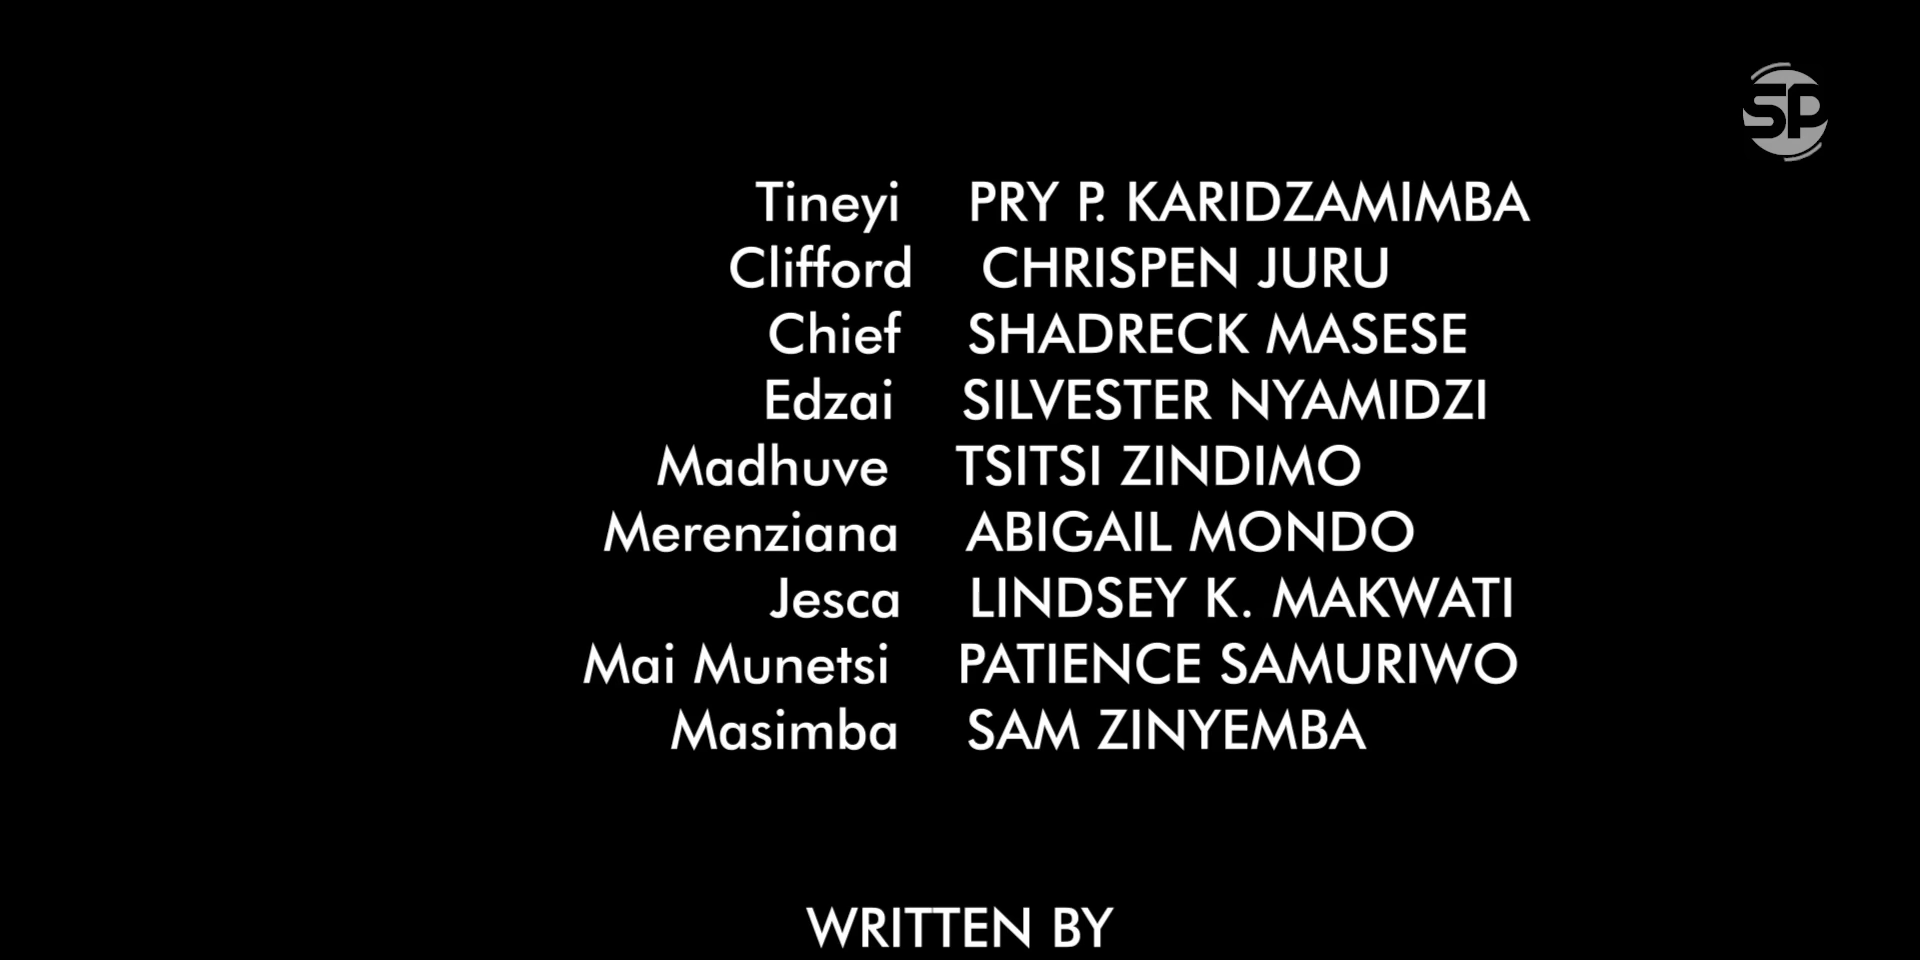 SP
Tineyi PRY P. KARIDZAMIMBA
Clifford CHRISPEN JURU
Chief SHADRECK MASESE
Edzai SILVESTER NYAMIDZI
Madhuve TSITSI ZINDIMO
Merenziana ABIGAIL MONDO
Jesca LINDSEY K. MAKWATI
Mai Munetsi PATIENCE SAMURIWO
Masimba SAM ZINYEMBA
WRITTEN BY